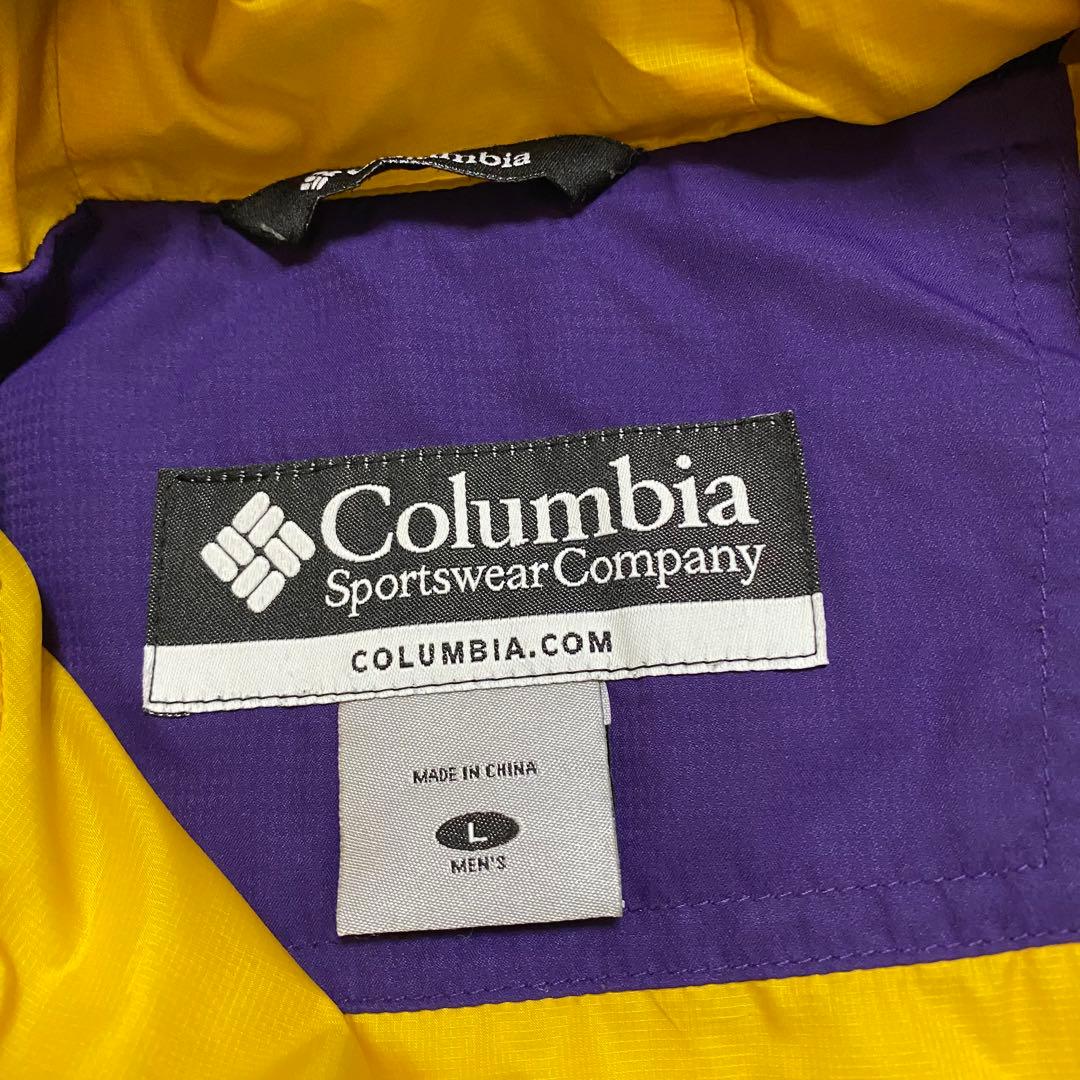 Columbia
Columbia
Sportswear Company
COLUMBIA.COM
MADE IN CHINA
L
MEN'S